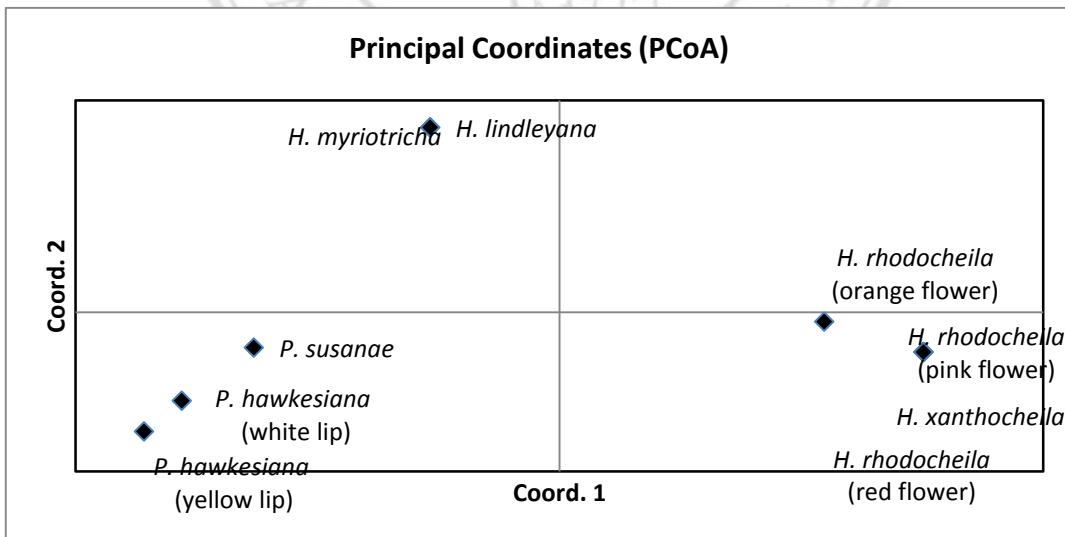 Principal Coordinates (PCoA)
H. myriotricha
H. lindleyana
Coord. 2
H. rhodocheila
(orange flower)
P. susanae
H. rhodocheila
(pink flower)
P. hawkesiana
(white lip)
H. xanthocheila
P. hawkesiana
(yellow lip)
H. rhodocheila
(red flower)
Coord. 1